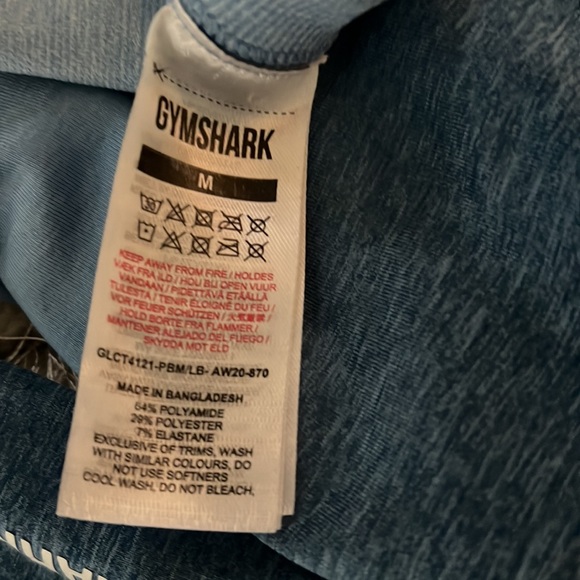 GYMSHARK
M
KEEP AWAY FROM FIRE / HOLDES
VÆK FRA ILD / HOU BIJ OPEN VUUR
VANDAAN / PIDETTÄVÄ ETÄÄLLÄ
TULESTA / TENIR ÉLOIGNÉ DU FEU /
VOR FEUER SCHÜTZEN / 火気厳禁 /
HOLD BORTE FRA FLAMMER /
MANTENER ALEJADO DEL FUEGO /
SKYDDA MOT ELD
GLCT4121-PBM/LB- AW20-870
MADE IN BANGLADESH
64% POLYAMIDE
29% POLYESTER
7% ELASTANE
EXCLUSIVE OF TRIMS, WASH
WITH SIMILAR COLOURS, DO
NOT USE SOFTNERS
COOL WASH, DO NOT BLEACH,